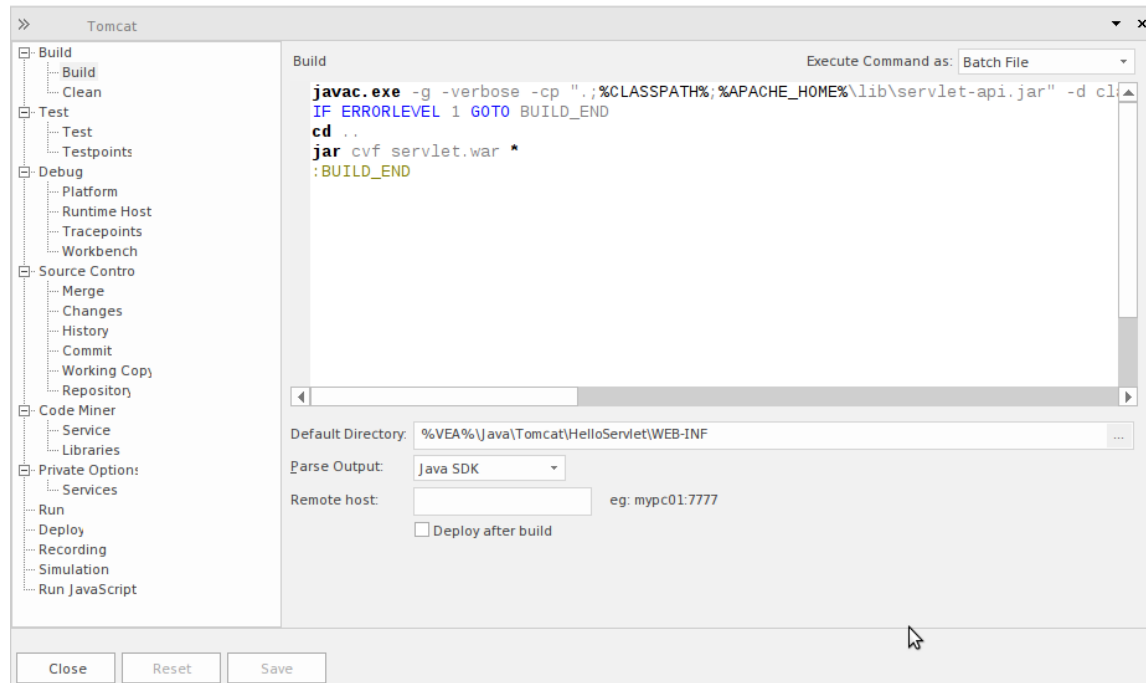 Tomcat
Build
Build
Clean
Test
Test
Testpoints
Debug
Platform
Runtime Host
Tracepoints
Workbench
Source Contro
Merge
Changes
History
Commit
Working Copy
Repository
Code Miner
Service
Libraries
Private Options
Services
Run
Deploy
Recording
Simulation
Run JavaScript
Build
Execute Command as: Batch File
javac.exe -g -verbose -cp ".;%CLASSPATH%;%APACHE_HOME%\lib\servlet-api.jar" -d cla
IF ERRORLEVEL 1 GOTO BUILD_END
cd ..
jar cvf servlet.war *
:BUILD_END
Default Directory: %VEA%\Java\Tomcat\HelloServlet\WEB-INF ...
Parse Output: Java SDK
Remote host: eg: mypc01:7777
Deploy after build
Close Reset Save